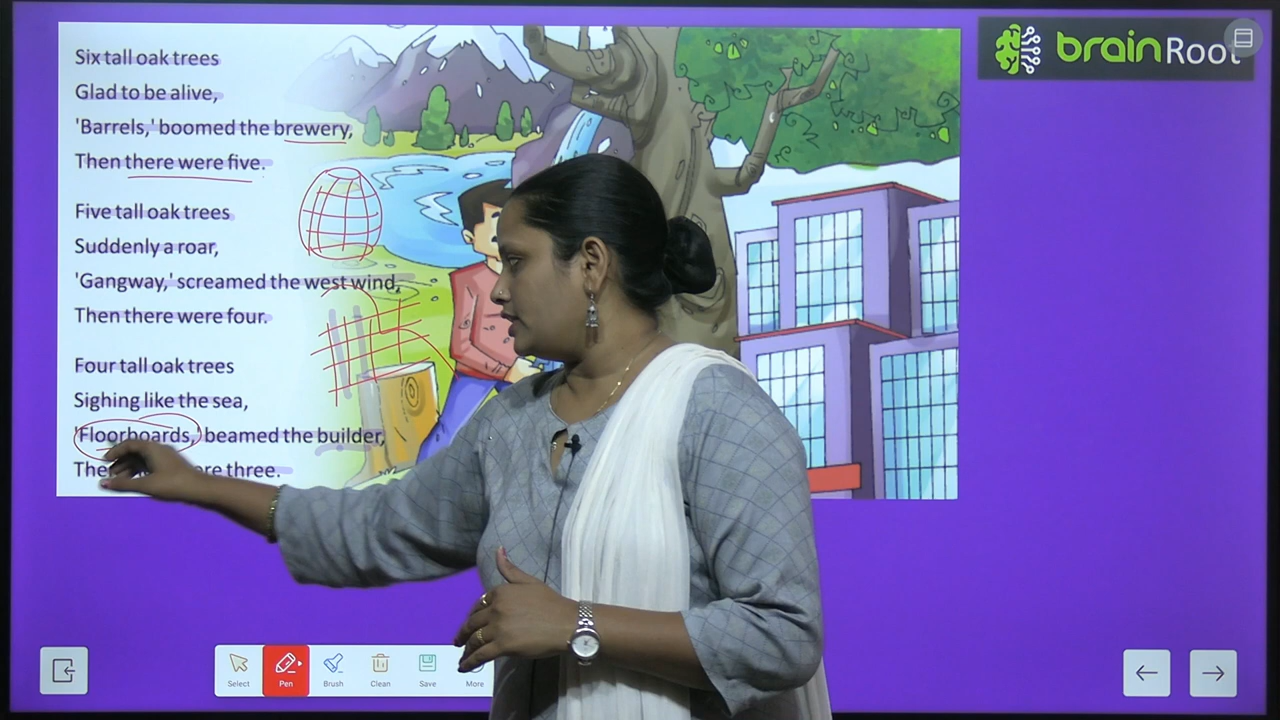 Six tall oak trees
Glad to be alive,
'Barrels,' boomed the brewery,
Then there were five.
Five tall oak trees
Suddenly a roar,
'Gangway,' screamed the west wind,
Then there were four.
Four tall oak trees
Sighing like the sea,
'Floorboards,' beamed the builder,
three.
brainRoot
Select
Pen
Brush
Clean
Save
More